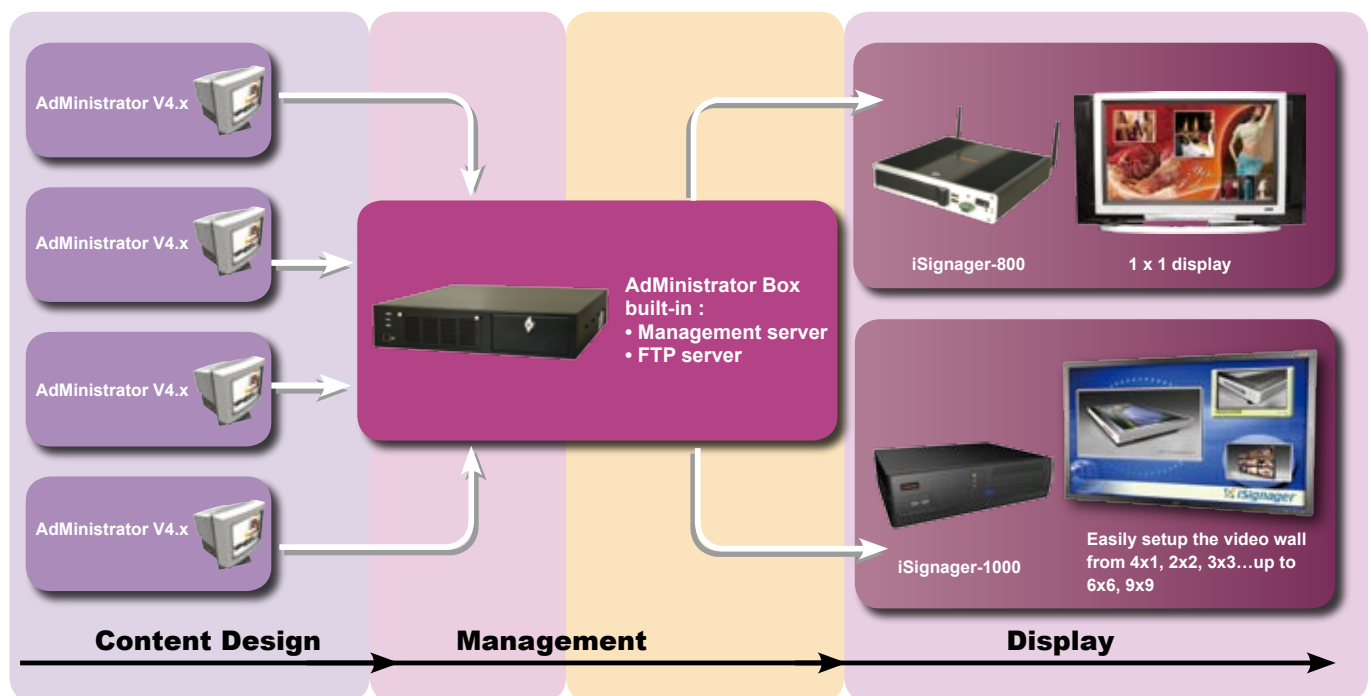 AdMinistrator V4.x
AdMinistrator V4.x
AdMinistrator V4.x
AdMinistrator V4.x
AdMinistrator Box
built-in :
• Management server
• FTP server
iSignager-800
1 x 1 display
iSignager
iSignager-1000
Easily setup the video wall
from 4x1, 2x2, 3x3…up to
6x6, 9x9
Content Design
Management
Display